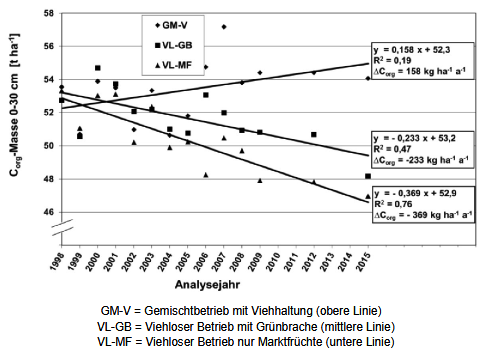 C_org-Masse 0-30 cm [t ha⁻¹]
58
56
54
52
50
48
46
GM-V
VL-GB
VL-MF
y = 0,158 x + 52,3
R² = 0,19
ΔC_org = 158 kg ha⁻¹ a⁻¹
y = - 0,233 x + 53,2
R² = 0,47
ΔC_org = -233 kg ha⁻¹ a⁻¹
y = - 0,369 x + 52,9
R² = 0,76
ΔC_org = - 369 kg ha⁻¹ a⁻¹
1998 1999 2000 2001 2002 2003 2004 2005 2006 2007 2008 2009 2010 2011 2012 2013 2014 2015
Analysejahr
GM-V = Gemischtbetrieb mit Viehhaltung (obere Linie)
VL-GB = Viehloser Betrieb mit Grünbrache (mittlere Linie)
VL-MF = Viehloser Betrieb nur Marktfrüchte (untere Linie)